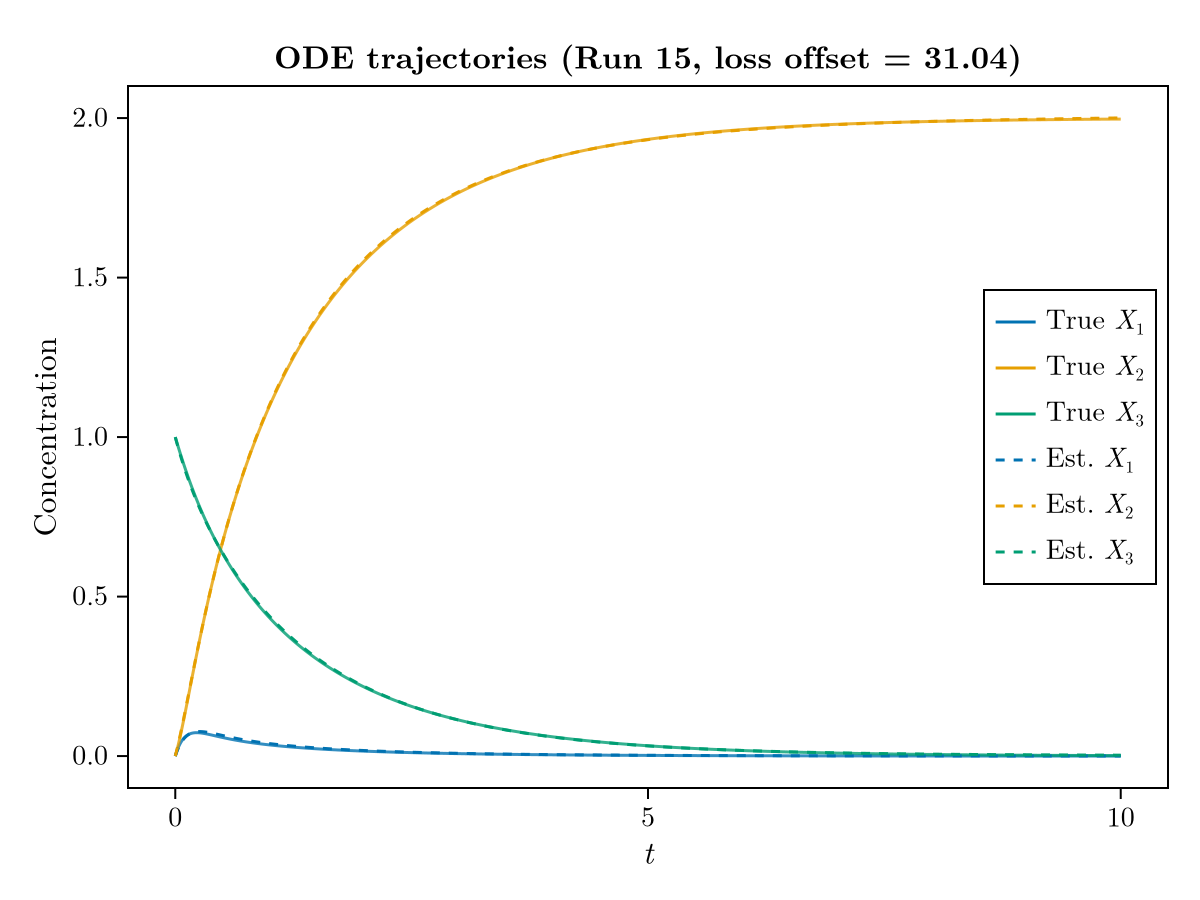 ODE trajectories (Run 15, loss offset = 31.04)
Concentration
2.0
1.5
1.0
0.5
0.0
0
5
10
t
True X₁
True X₂
True X₃
Est. X₁
Est. X₂
Est. X₃